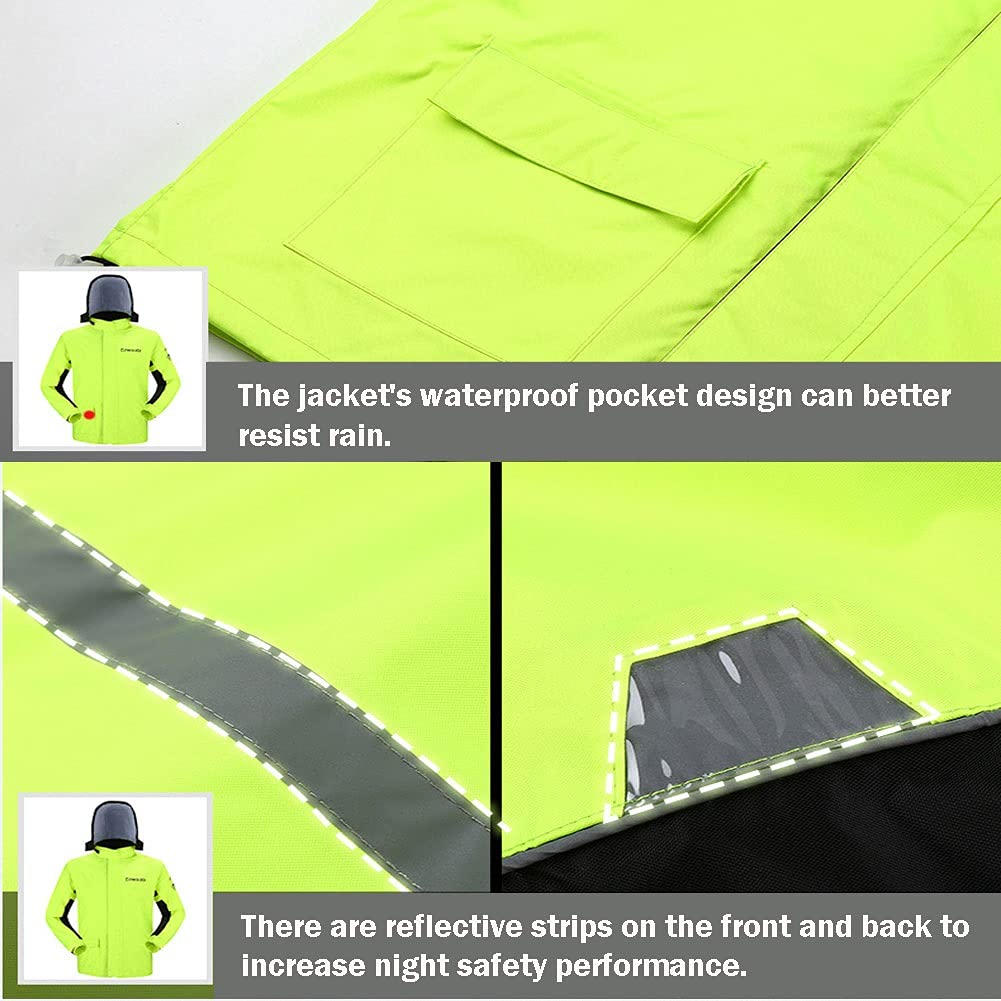 The jacket's waterproof pocket design can better
resist rain.
There are reflective strips on the front and back to
increase night safety performance.